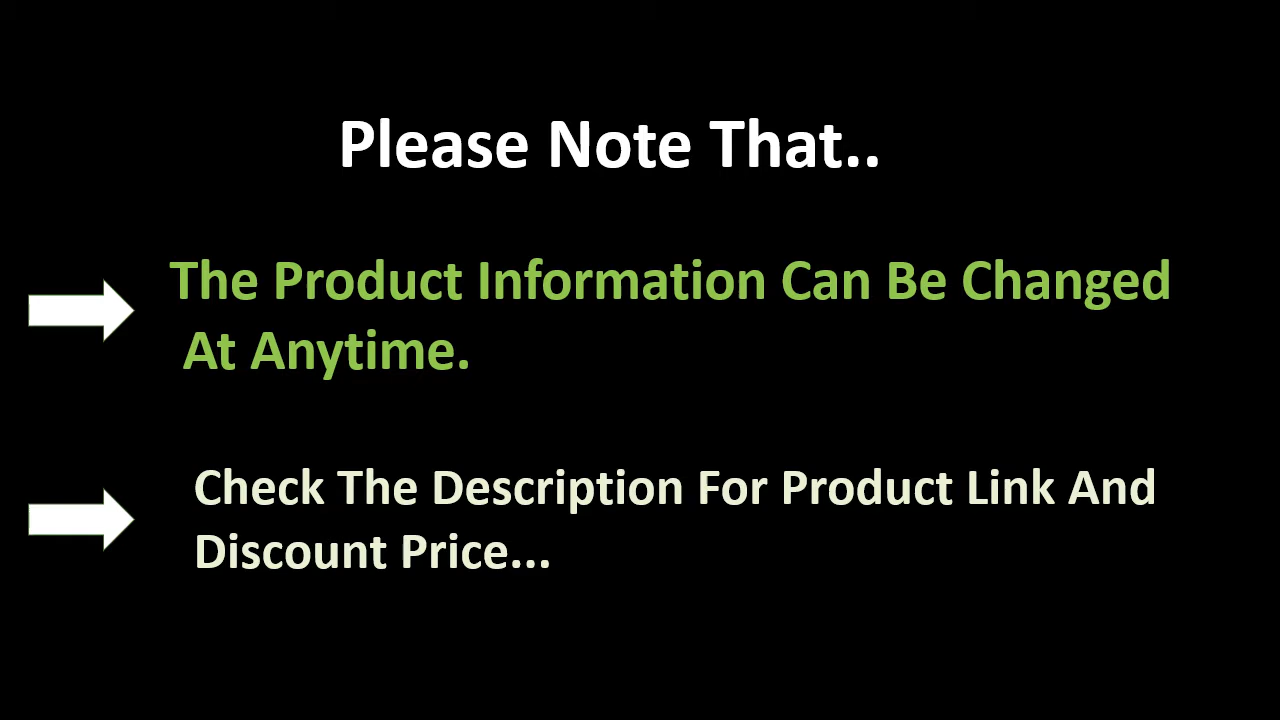 Please Note That..
The Product Information Can Be Changed
At Anytime.
Check The Description For Product Link And
Discount Price...